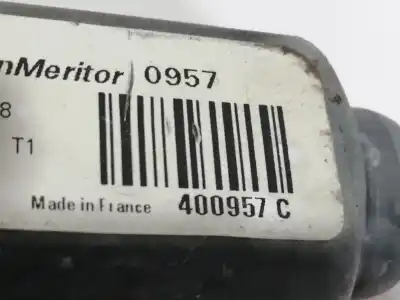 nMeritor 0957
8
T1
Made in France 400957 C